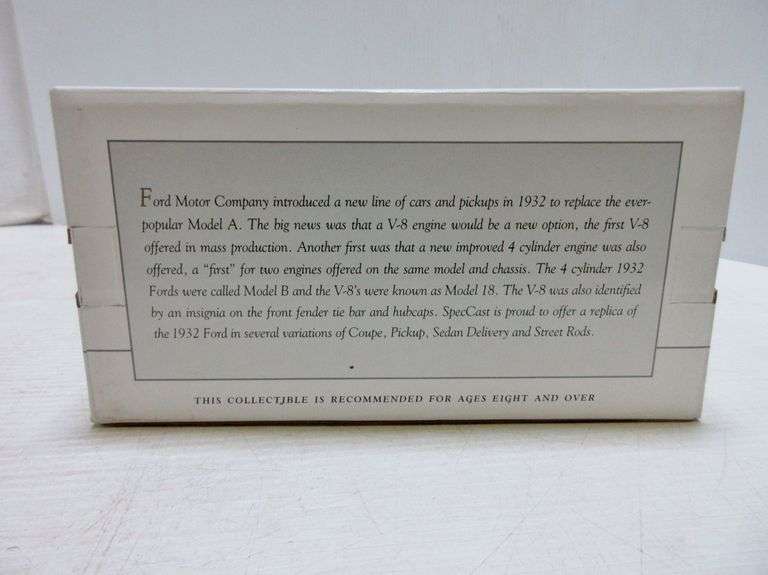 Ford Motor Company introduced a new line of cars and pickups in 1932 to replace the ever-
popular Model A. The big news was that a V-8 engine would be a new option, the first V-8
offered in mass production. Another first was that a new improved 4 cylinder engine was also
offered, a “first” for two engines offered on the same model and chassis. The 4 cylinder 1932
Fords were called Model B and the V-8's were known as Model 18. The V-8 was also identified
by an insignia on the front fender tie bar and hubcaps. SpecCast is proud to offer a replica of
the 1932 Ford in several variations of Coupe, Pickup, Sedan Delivery and Street Rods.
THIS COLLECTIBLE IS RECOMMENDED FOR AGES EIGHT AND OVER